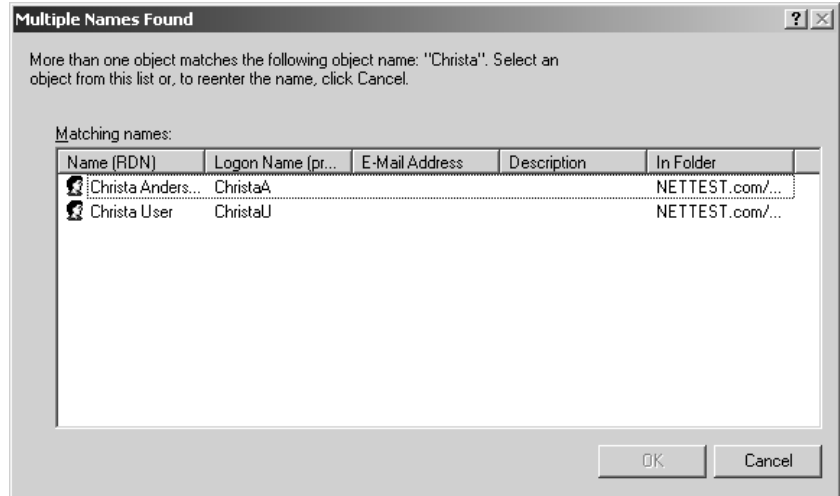 Multiple Names Found
More than one object matches the following object name: "Christa". Select an
object from this list or, to reenter the name, click Cancel.
Matching names:
Name (RDN) Logon Name (pr... E-Mail Address Description In Folder
Christa Anders... ChristaA NETTEST.com/...
Christa User ChristaU NETTEST.com/...
OK Cancel